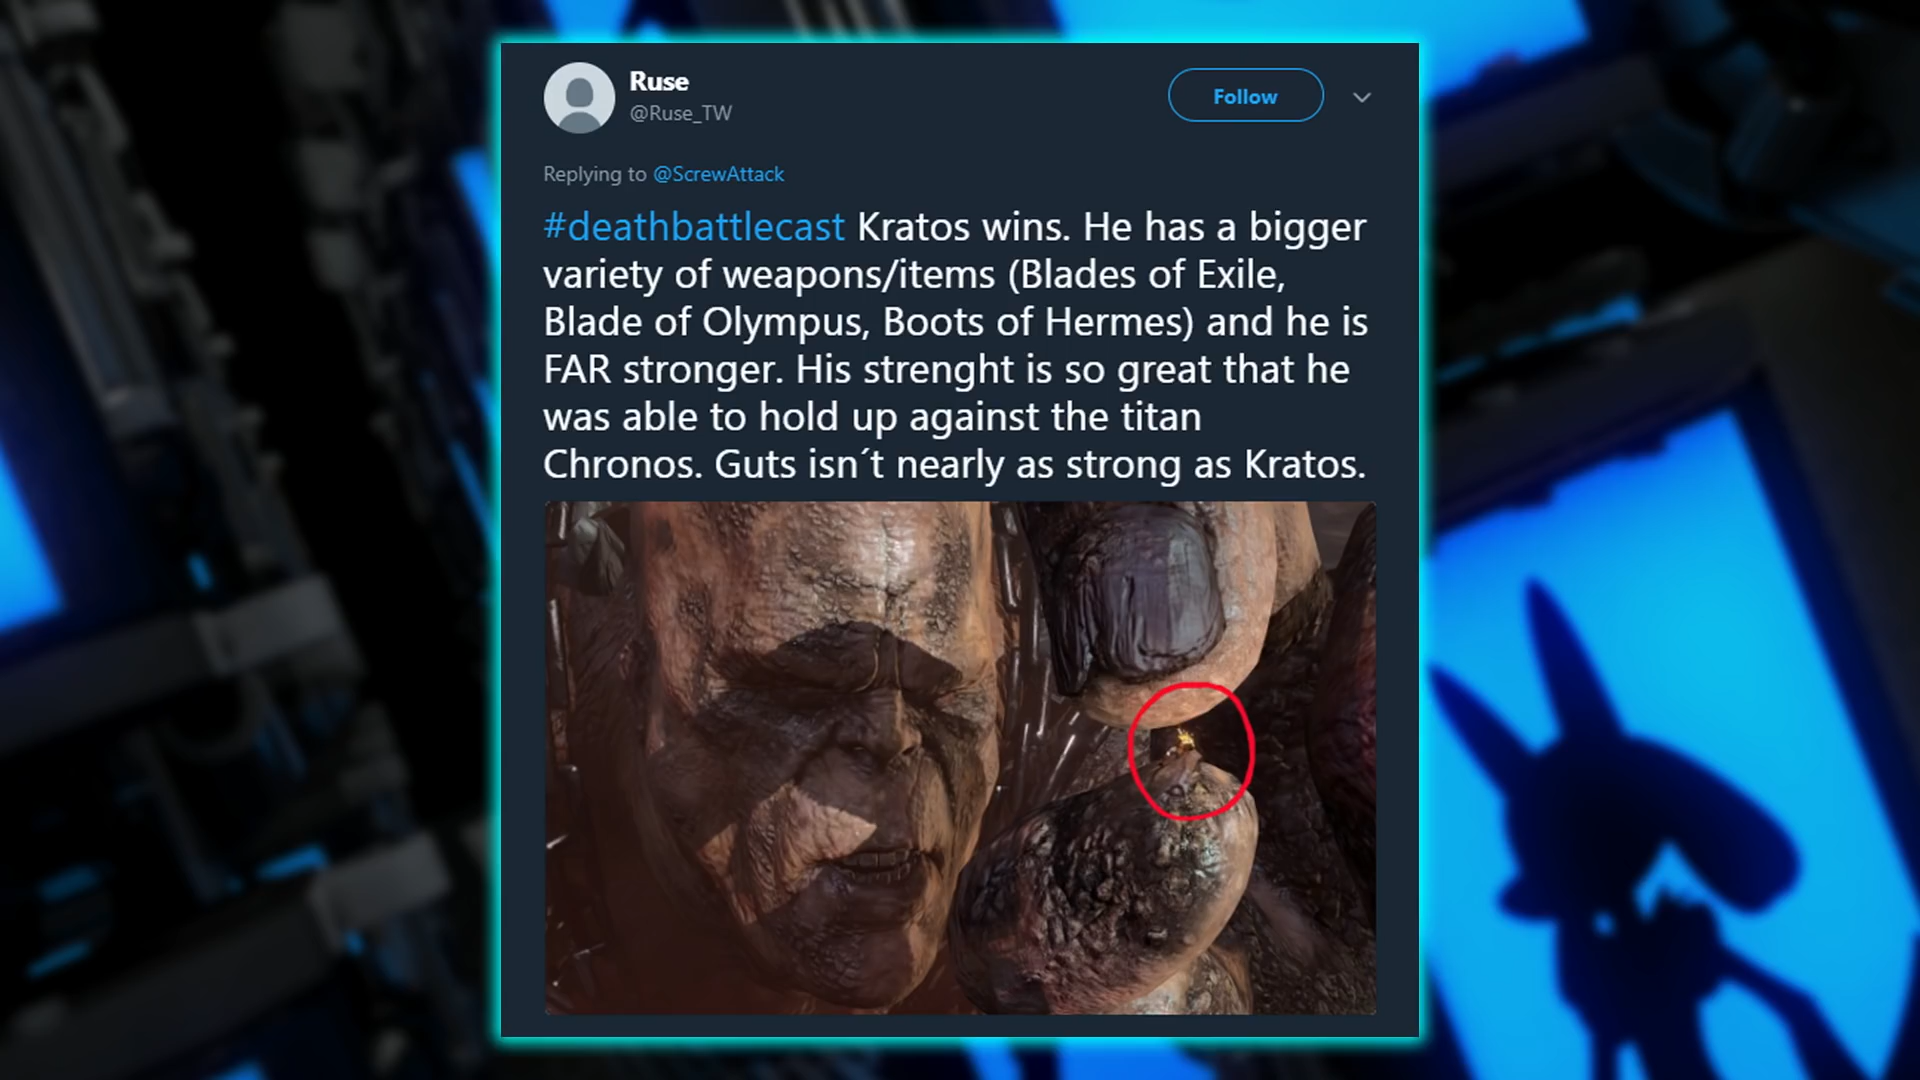 Ruse
@Ruse_TW
Follow
Replying to @ScrewAttack
#deathbattlecast Kratos wins. He has a bigger
variety of weapons/items (Blades of Exile,
Blade of Olympus, Boots of Hermes) and he is
FAR stronger. His strenght is so great that he
was able to hold up against the titan
Chronos. Guts isn´t nearly as strong as Kratos.